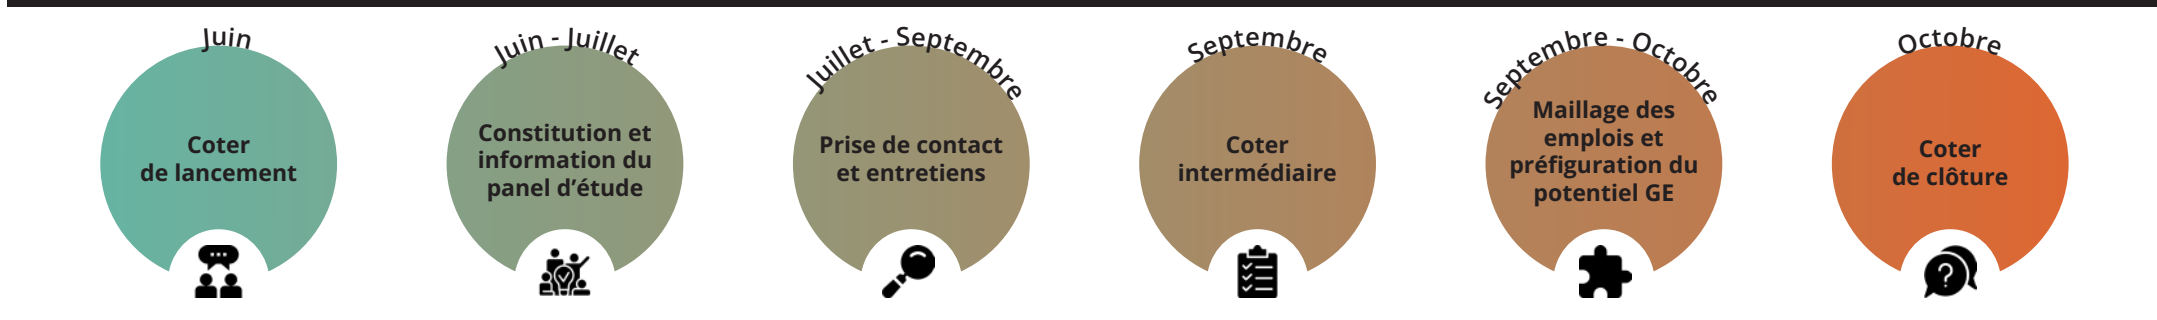 Juin
Coter
de lancement
Juin - Juillet
Constitution et
information du
panel d’étude
Juillet - Septembre
Prise de contact
et entretiens
Septembre
Coter
intermédiaire
Septembre - Octobre
Maillage des
emplois et
préfiguration du
potentiel GE
Octobre
Coter
de clôture
?